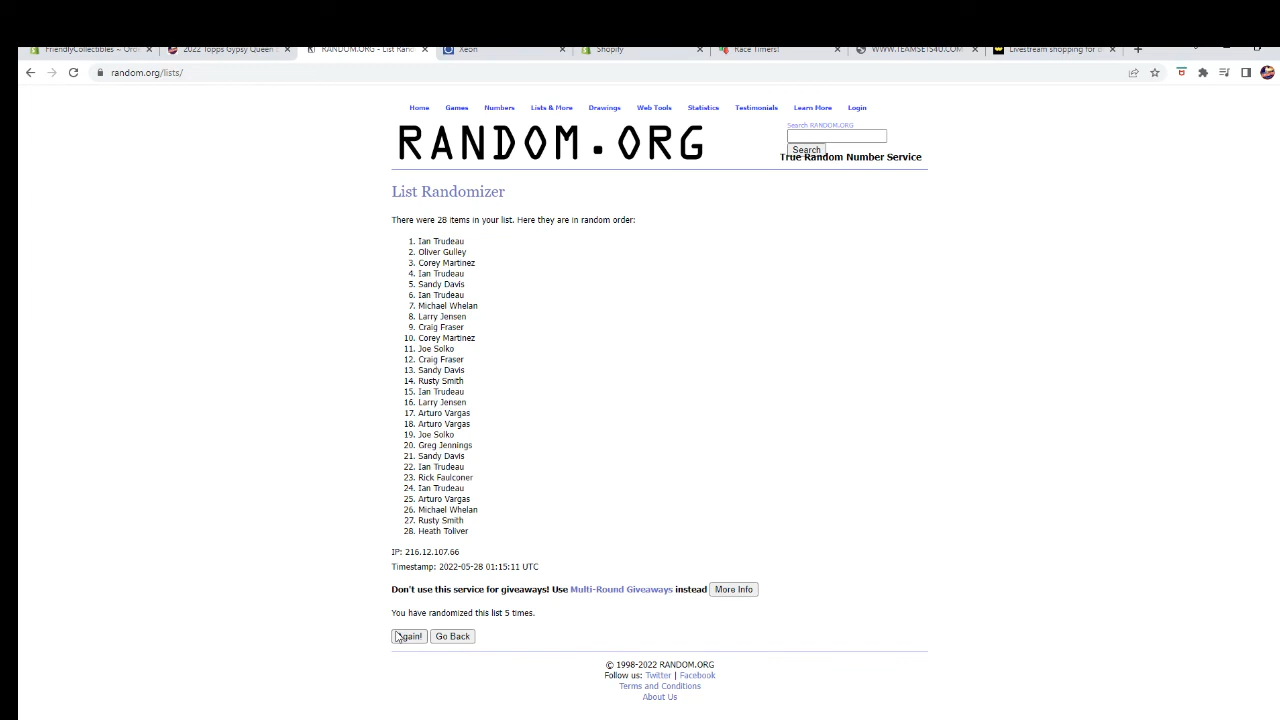 FriendlyCollectibles ~ Ord
2022 Topps Gypsy Queen
RANDOM.ORG - List Rand
Xeon
Shopify
Race Timers!
WWW.TEAMSETS4U.COM
Livestream shopping for
random.org/lists/
Home Games Numbers Lists & More Drawings Web Tools Statistics Testimonials Learn More Login
RANDOM.ORG
Search RANDOM.ORG
Search
True Random Number Service
List Randomizer
There were 28 items in your list. Here they are in random order:
1. Ian Trudeau
2. Oliver Gulley
3. Corey Martinez
4. Ian Trudeau
5. Sandy Davis
6. Ian Trudeau
7. Michael Whelan
8. Larry Jensen
9. Craig Fraser
10. Corey Martinez
11. Joe Solko
12. Craig Fraser
13. Sandy Davis
14. Rusty Smith
15. Ian Trudeau
16. Larry Jensen
17. Arturo Vargas
18. Arturo Vargas
19. Joe Solko
20. Greg Jennings
21. Sandy Davis
22. Ian Trudeau
23. Rick Faulconer
24. Ian Trudeau
25. Arturo Vargas
26. Michael Whelan
27. Rusty Smith
28. Heath Toliver
IP: 216.12.107.66
Timestamp: 2022-05-28 01:15:11 UTC
Don't use this service for giveaways! Use Multi-Round Giveaways instead More Info
You have randomized this list 5 times.
Again! Go Back
© 1998-2022 RANDOM.ORG
Follow us: Twitter | Facebook
Terms and Conditions
About Us